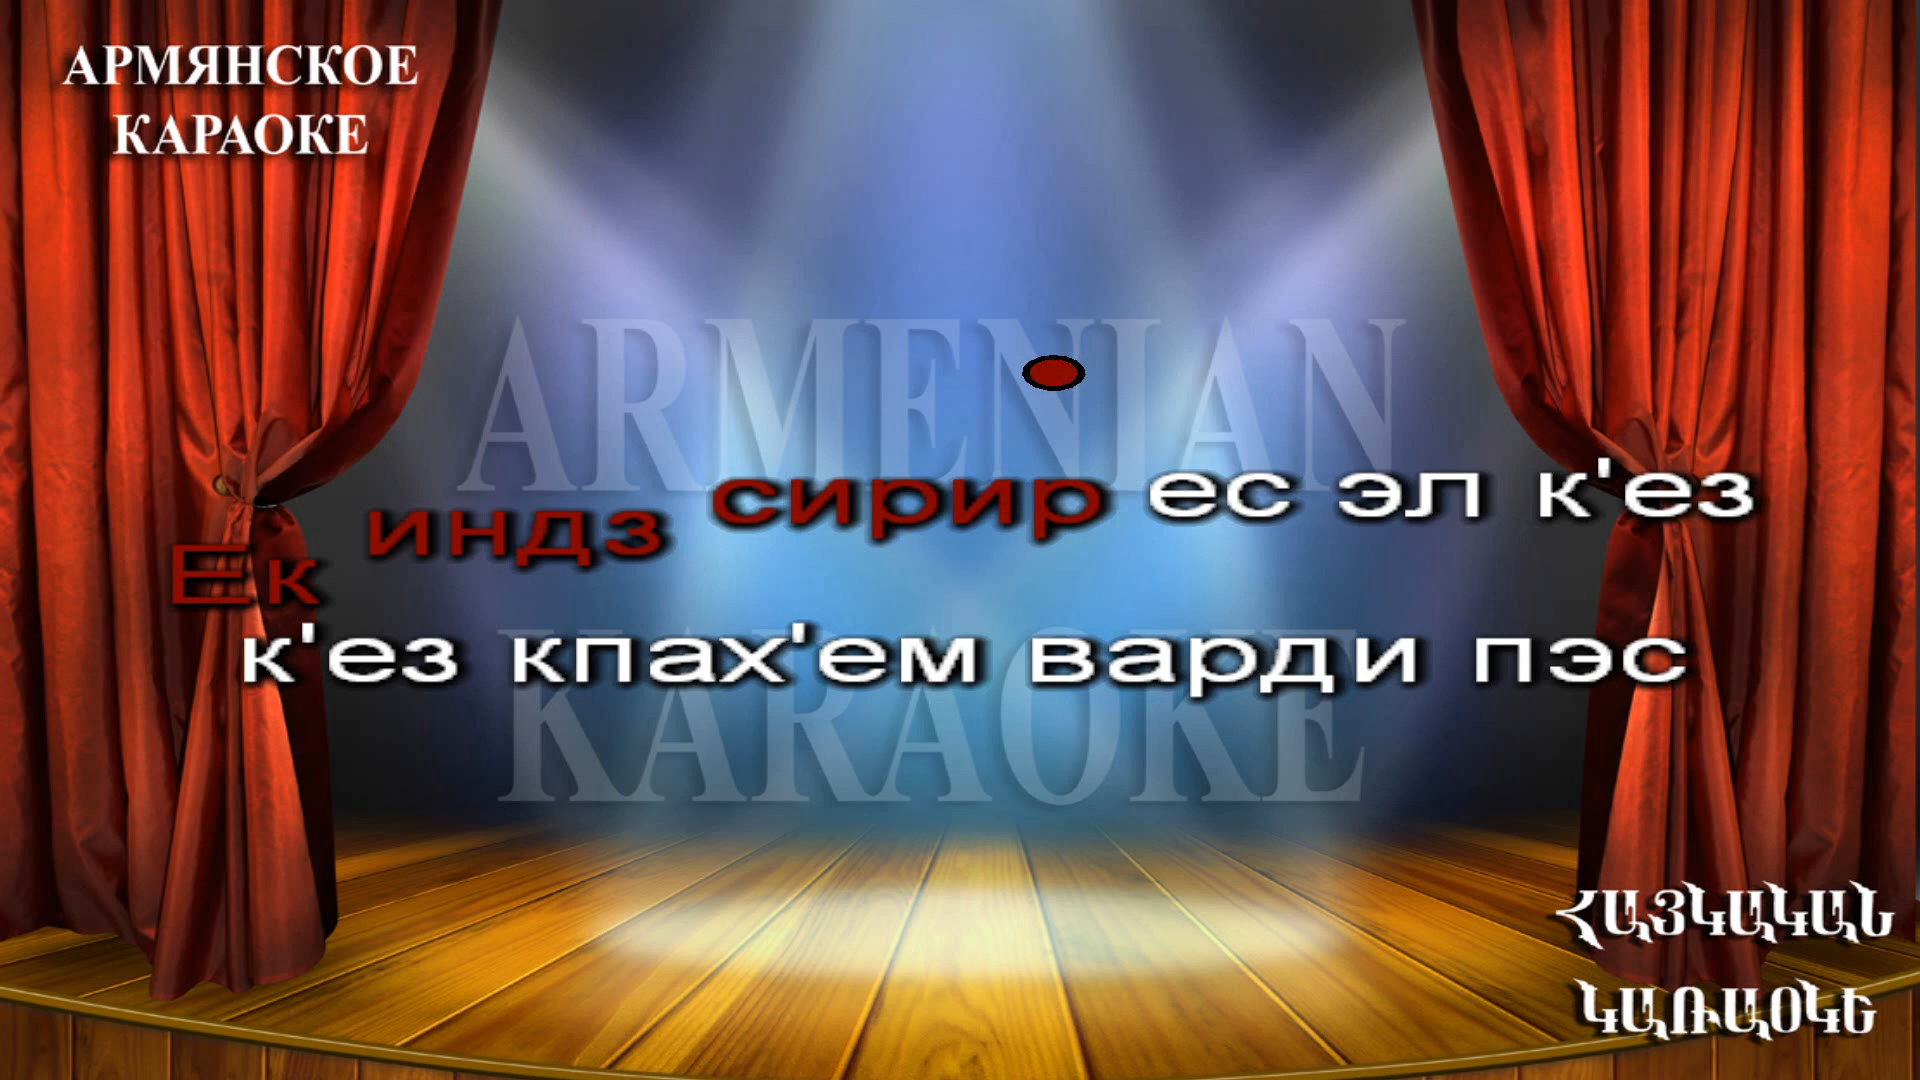 АРМЯНСКОЕ
КАРАОКЕ
ARMENIAN
Ек индз сирир ес эл к'ез
к'ез кпах'ем варди пэс
KARAOKE
ՀԱՅԿԱԿԱՆ
ԿԱՌԱՕԿԵ